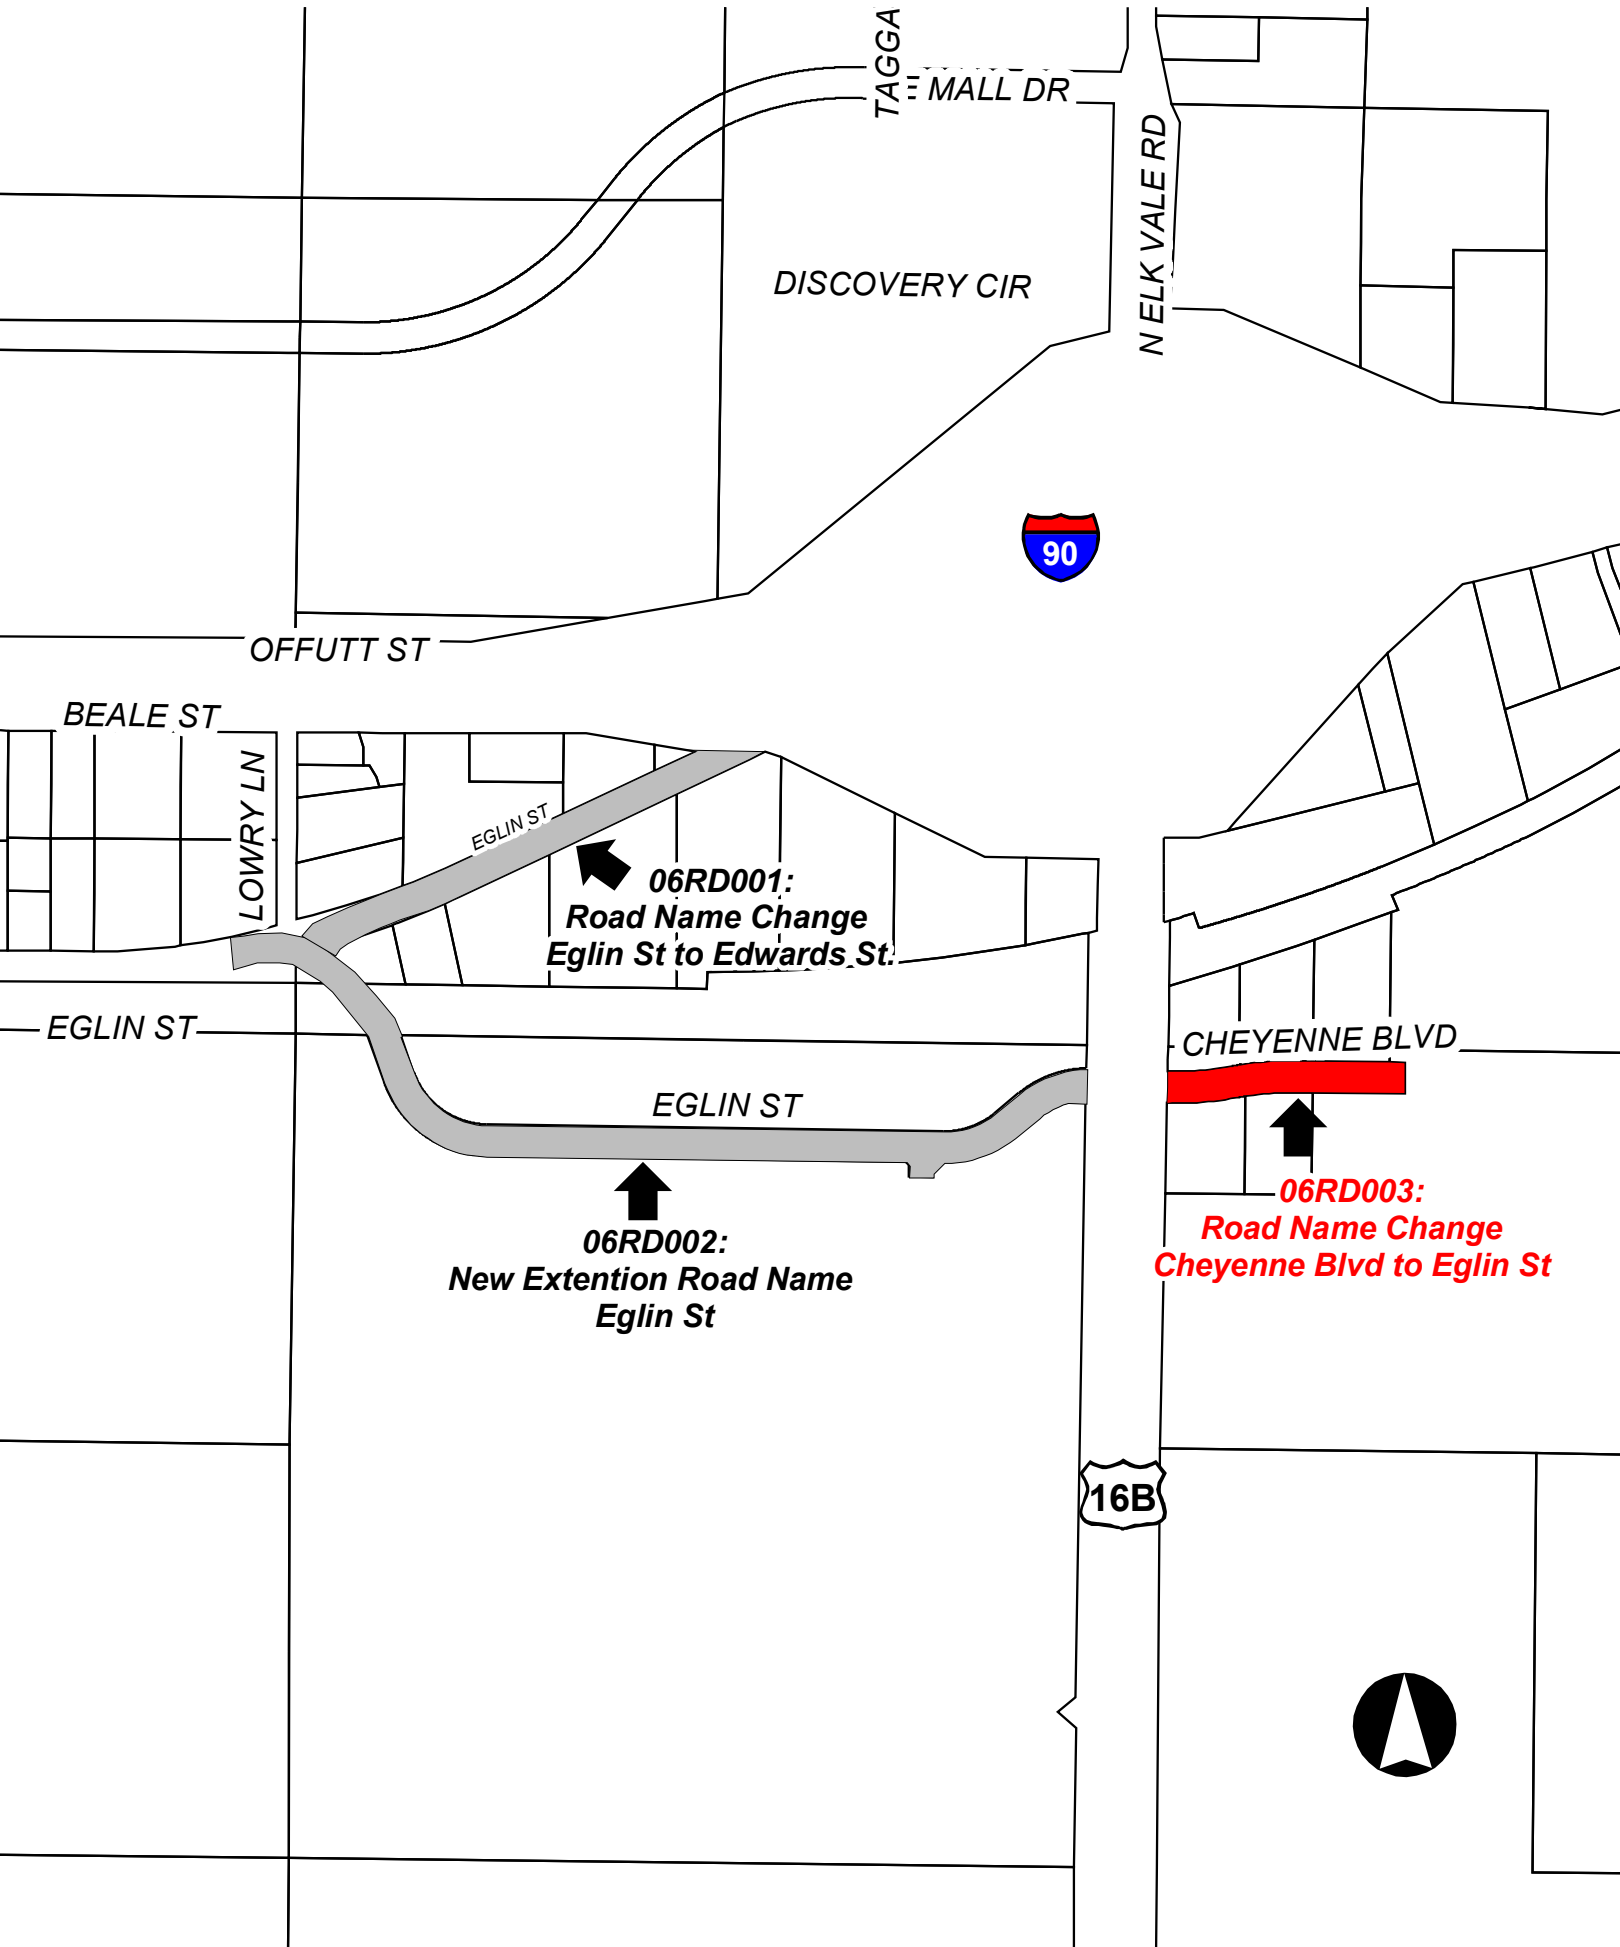 TAGGA
E MALL DR
N ELK VALE RD
DISCOVERY CIR
90
OFFUTT ST
BEALE ST
LOWRY LN
EGLIN ST
06RD001:
Road Name Change
Eglin St to Edwards St.
EGLIN ST
CHEYENNE BLVD
EGLIN ST
06RD003:
Road Name Change
Cheyenne Blvd to Eglin St
06RD002:
New Extention Road Name
Eglin St
16B